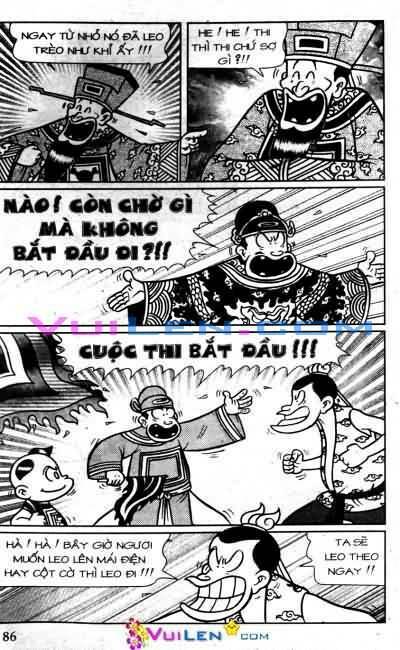 NGAY TỪ NHỎ NÓ ĐÃ LEO
TRÈO NHƯ KHỈ ẤY !!!
HE ! HE ! THI
THÌ THI CHỨ SỢ
GÌ ?!!
NÀO ! CÒN CHỜ GÌ
MÀ KHÔNG
BẮT ĐẦU ĐI ?!!
VUILEN.COM
CUỘC THI BẮT ĐẦU !!!
HÀ ! HÀ ! BÂY GIỜ NGƯƠI
MUỐN LEO LÊN MÁI ĐIỆN
HAY CỘT CỜ THÌ LEO ĐI !!!
TA SẼ
LEO THEO
NGAY !!
86
VUILEN.COM